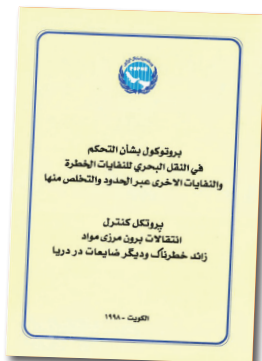 بروتوكول بشأن التحكم
في النقل البحري للنفايات الخطرة
والنفايات الاخرى عبر الحدود والتخلص منها
پروتکل کنترل
انتقالات برون مرزی مواد
زائد خطرناک ودیگر ضایعات در دریا
الكويت - ١٩٩٨